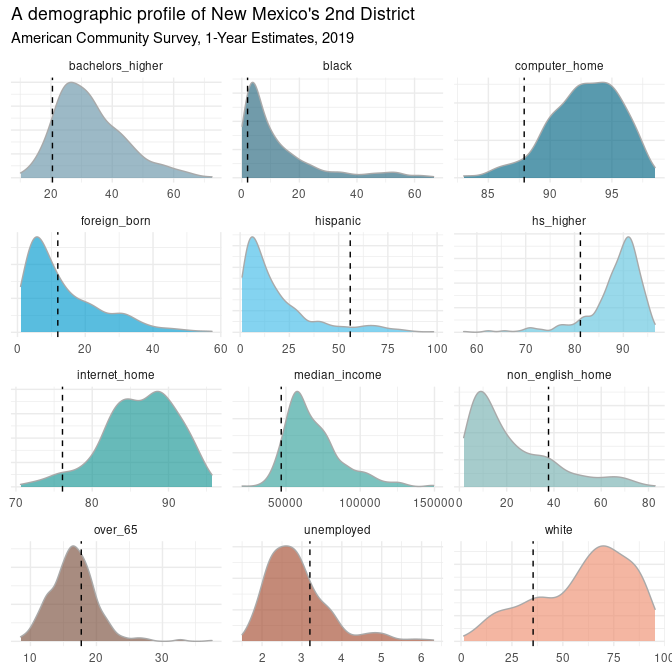 A demographic profile of New Mexico's 2nd District
American Community Survey, 1-Year Estimates, 2019
bachelors_higher black computer_home
20 40 60 0 20 40 60 85 90 95
foreign_born hispanic hs_higher
0 20 40 60 0 25 50 75 100 60 70 80 90
internet_home median_income non_english_home
70 80 90 50000 100000 150000 0 20 40 60 80
over_65 unemployed white
10 20 30 2 3 4 5 6 0 25 50 75 100